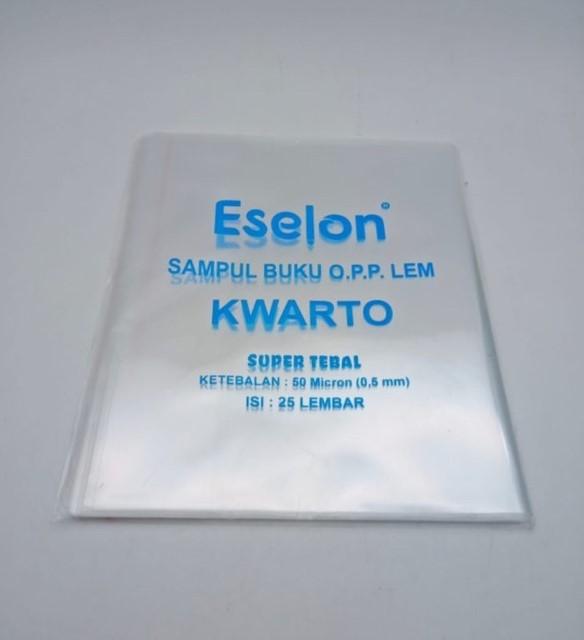 Eselon®
SAMPUL BUKU O.P.P. LEM
KWARTO
SUPER TEBAL
KETEBALAN : 50 Micron (0,5 mm)
ISI : 25 LEMBAR